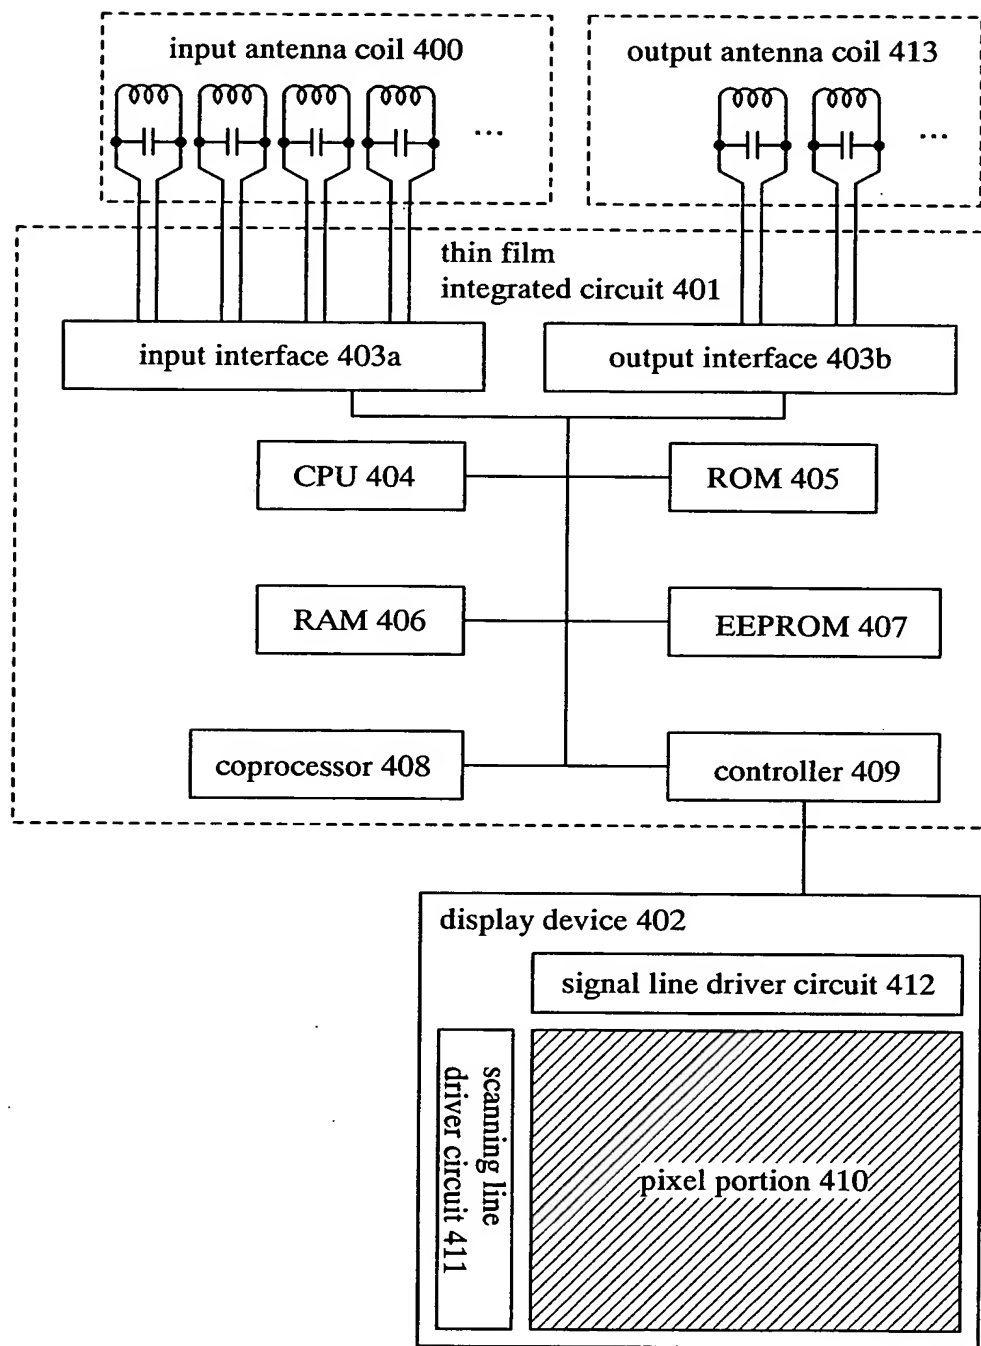 input antenna coil 400
output antenna coil 413
...
...
thin film
integrated circuit 401
input interface 403a
output interface 403b
CPU 404
ROM 405
RAM 406
EEPROM 407
coprocessor 408
controller 409
display device 402
signal line driver circuit 412
scanning line
driver circuit 411
pixel portion 410